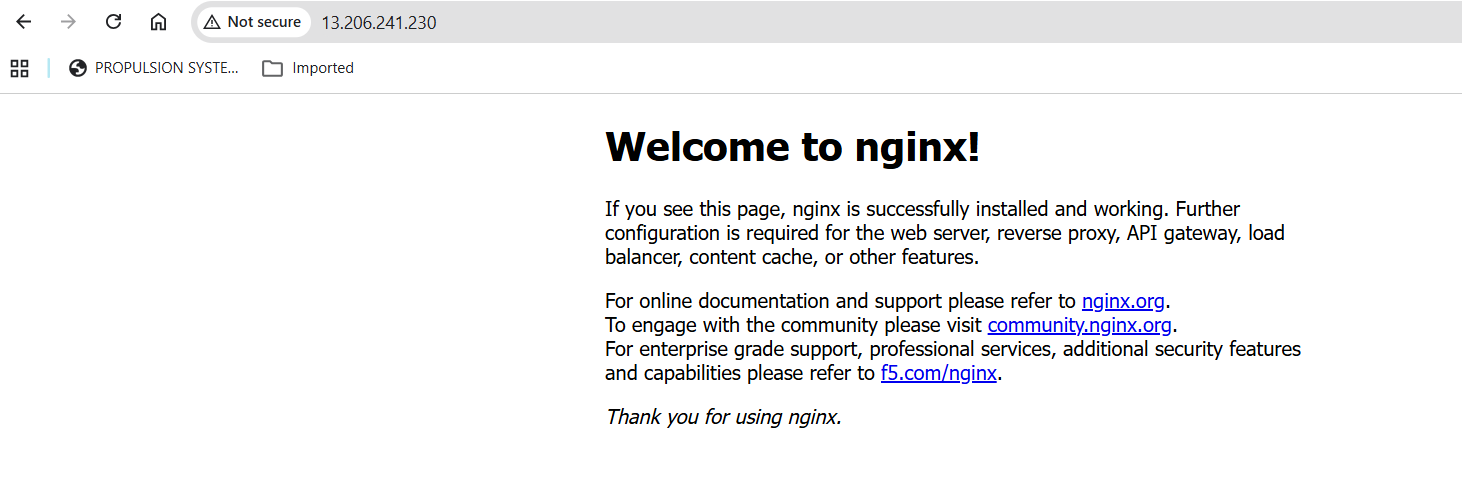 Not secure 13.206.241.230
PROPULSION SYSTE... Imported
Welcome to nginx!
If you see this page, nginx is successfully installed and working. Further
configuration is required for the web server, reverse proxy, API gateway, load
balancer, content cache, or other features.
For online documentation and support please refer to nginx.org.
To engage with the community please visit community.nginx.org.
For enterprise grade support, professional services, additional security features
and capabilities please refer to f5.com/nginx.
Thank you for using nginx.